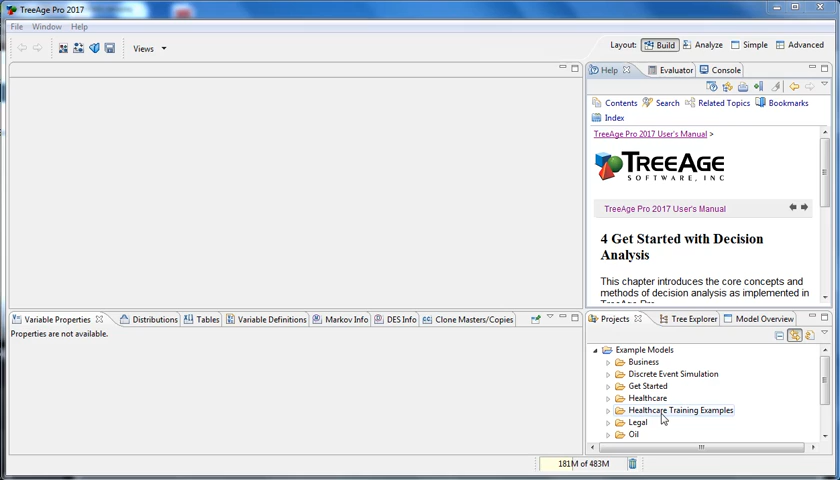 TreeAge Pro 2017
File Window Help
Views
Layout: Build Analyze Simple Advanced
Help Evaluator Console
Contents Search Related Topics Bookmarks
Index
TreeAge Pro 2017 User's Manual >
TREEAGE
SOFTWARE, INC
TreeAge Pro 2017 User's Manual
4 Get Started with Decision
Analysis
This chapter introduces the core concepts and
methods of decision analysis as implemented in
TreeAge Pro
Variable Properties Distributions Tables Variable Definitions Markov Info DES Info Clone Masters/Copies
Properties are not available.
Projects Tree Explorer Model Overview
Example Models
Business
Discrete Event Simulation
Get Started
Healthcare
Healthcare Training Examples
Legal
Oil
181M of 483M